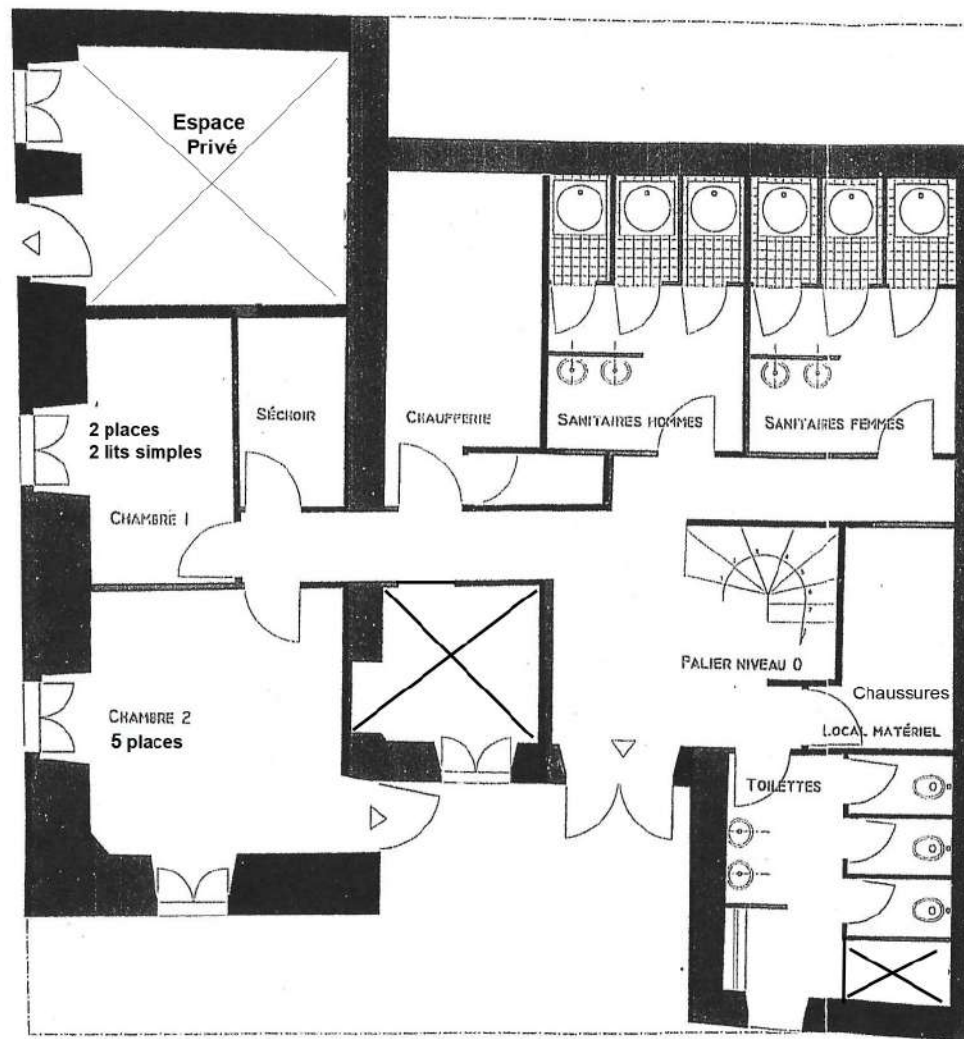 Espace
Privé
2 places
2 lits simples
SÉCHOIR
CHAUFFERIE
SANITAIRES HOMMES
SANITAIRES FEMMES
CHAMBRE 1
PALIER NIVEAU 0
Chaussures
LOCAL MATÉRIEL
CHAMBRE 2
5 places
TOILETTES